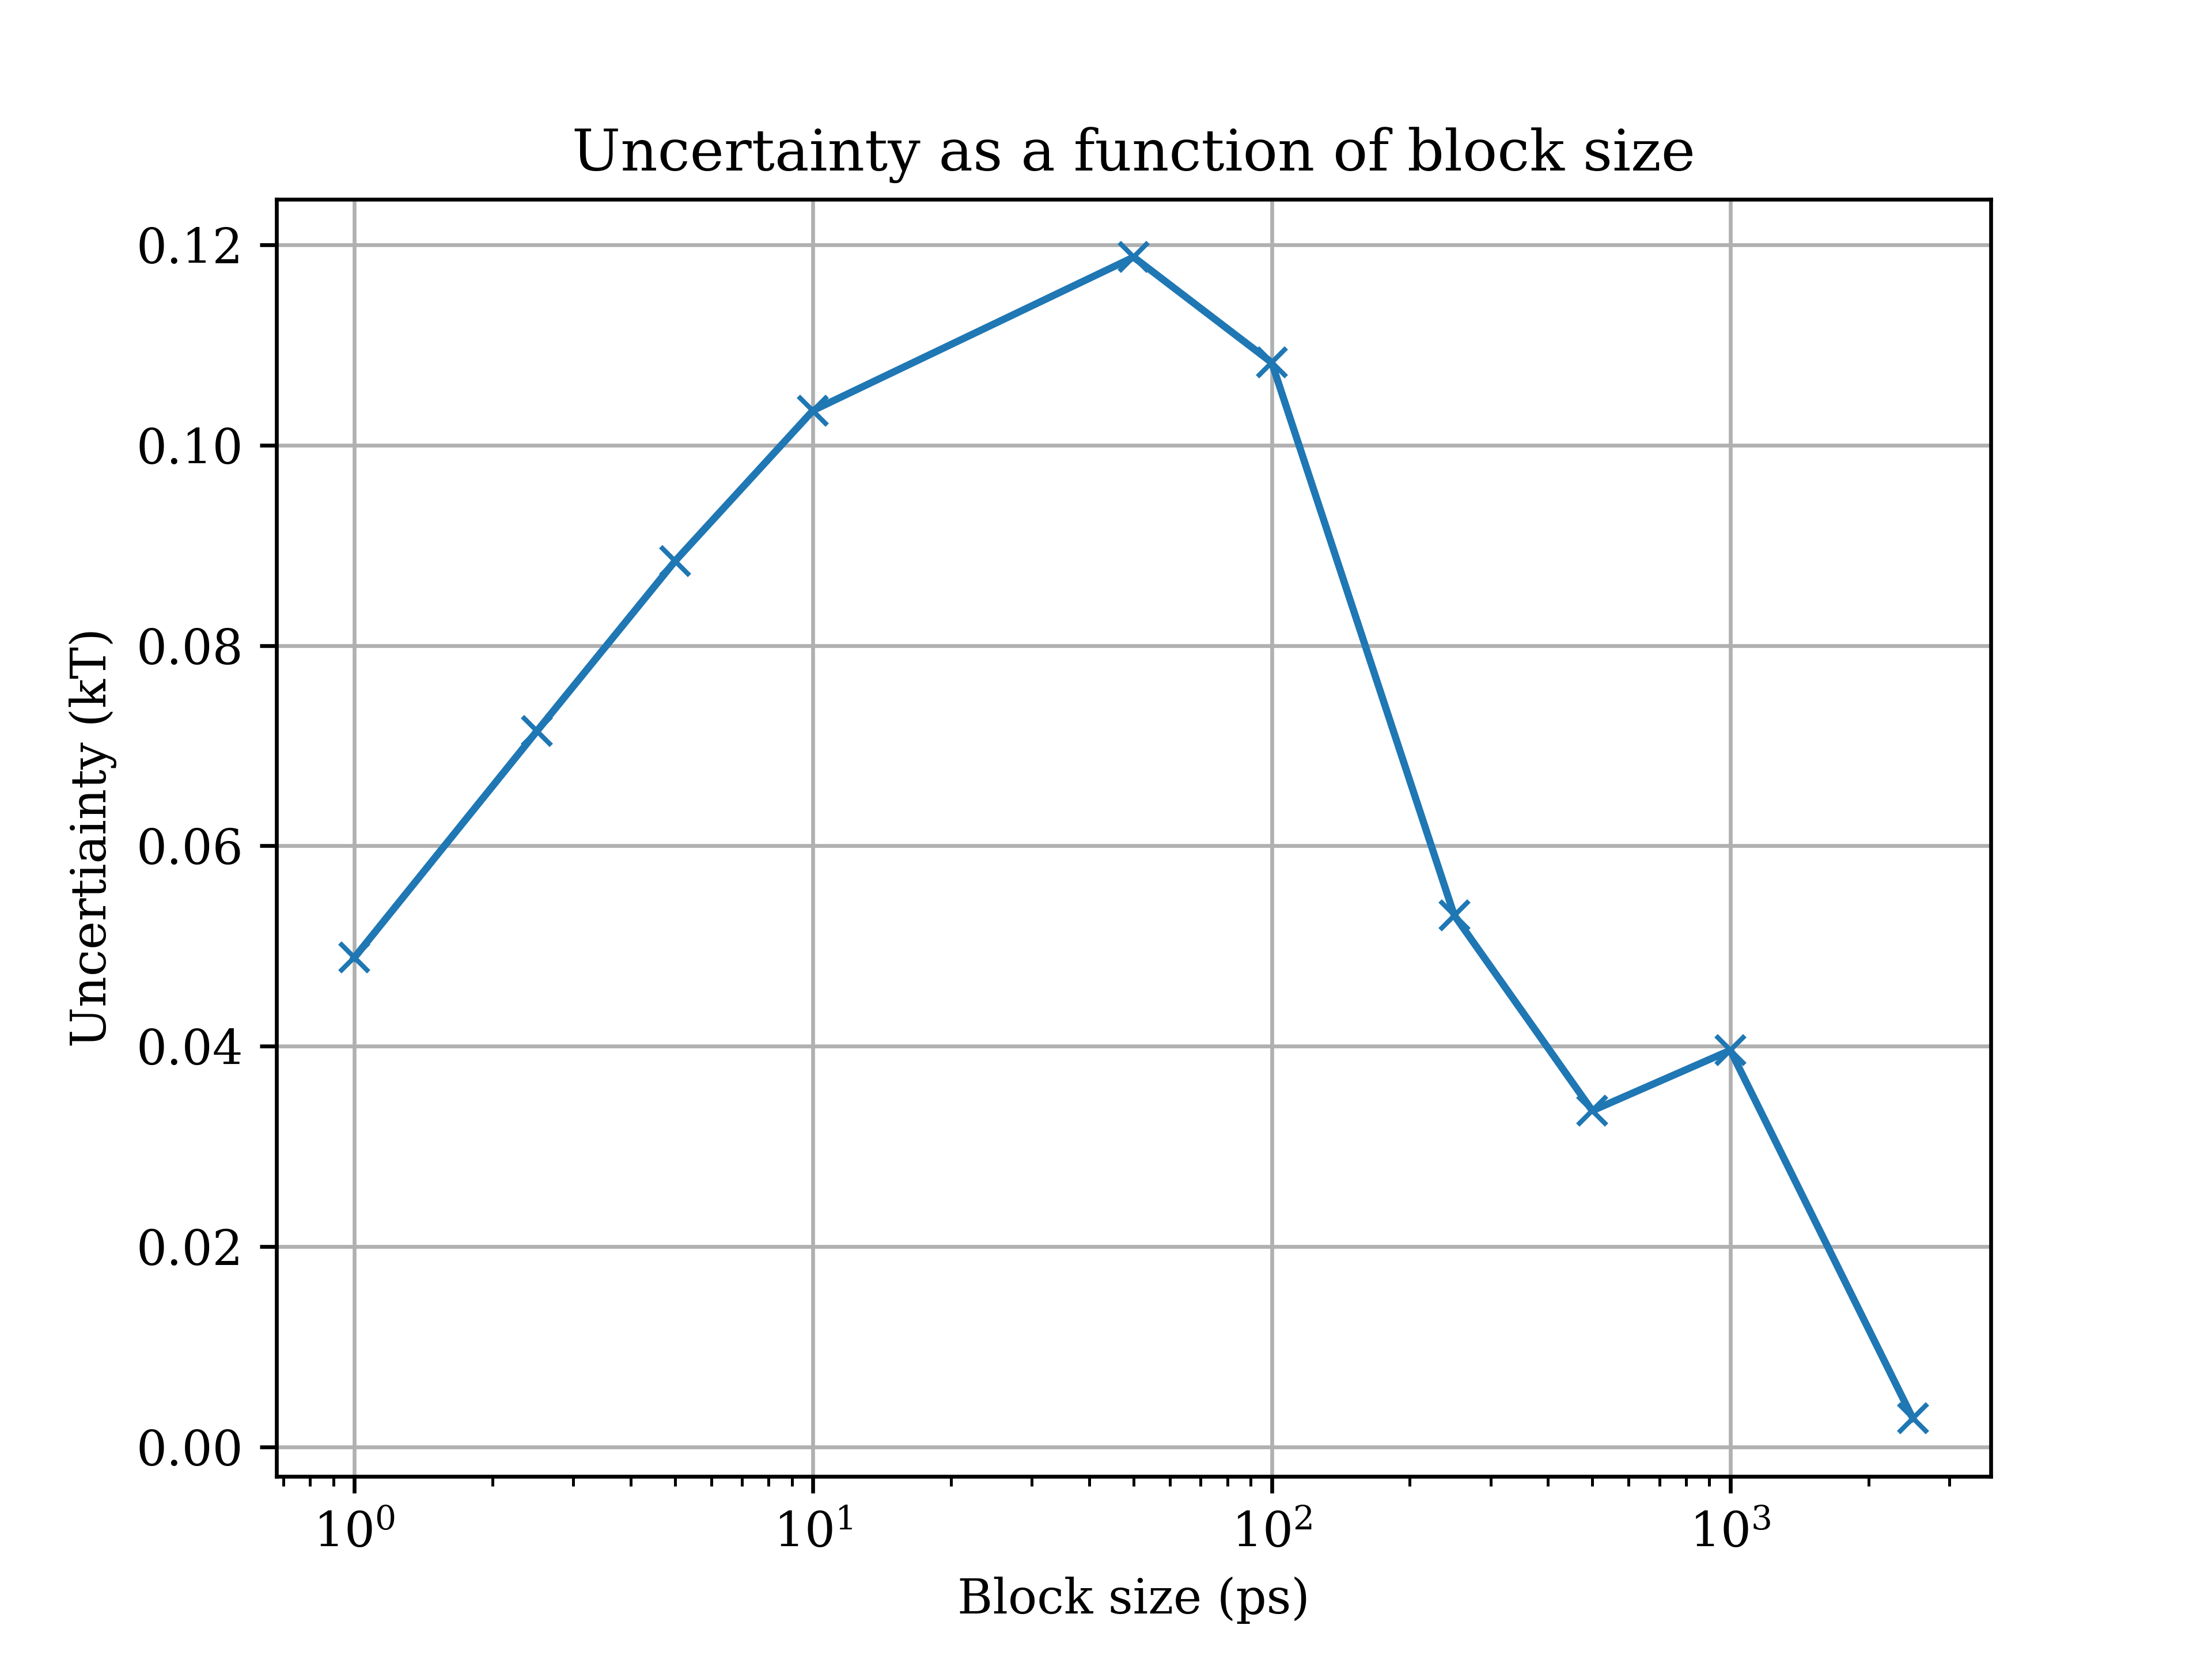 Uncertainty as a function of block size
0.12
0.10
0.08
0.06
0.04
0.02
0.00
Uncertiainty (kT)
10⁰ 10¹ 10² 10³
Block size (ps)